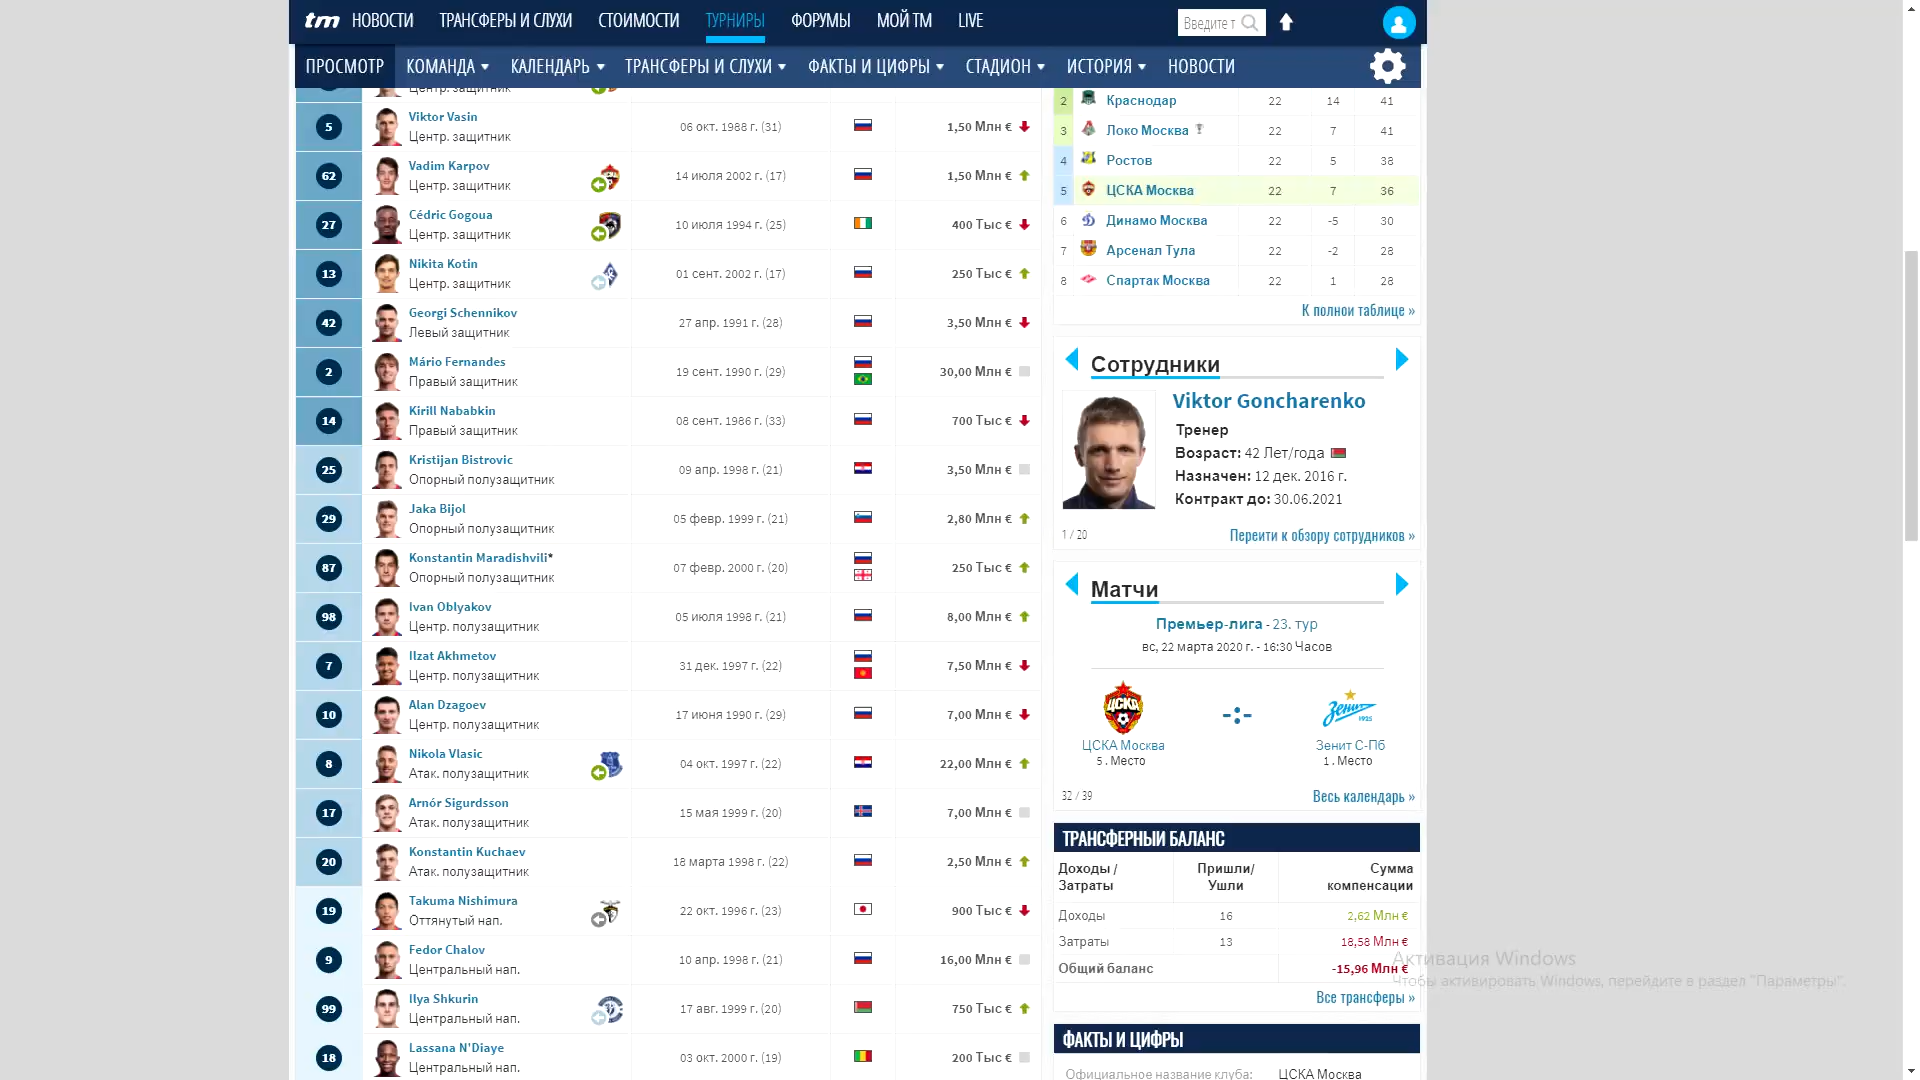 tm НОВОСТИ ТРАНСФЕРЫ И СЛУХИ СТОИМОСТИ ТУРНИРЫ ФОРУМЫ МОЙ ТМ LIVE Введите т
ПРОСМОТР КОМАНДА КАЛЕНДАРЬ ТРАНСФЕРЫ И СЛУХИ ФАКТЫ И ЦИФРЫ СТАДИОН ИСТОРИЯ НОВОСТИ
Центр. защитник
5 Viktor Vasin 06 окт. 1988 г. (31) 1,50 Млн €
Центр. защитник
62 Vadim Karpov 14 июля 2002 г. (17) 1,50 Млн €
Центр. защитник
27 Cédric Gogoua 10 июля 1994 г. (25) 400 Тыс €
Центр. защитник
13 Nikita Kotin 01 сент. 2002 г. (17) 250 Тыс €
Центр. защитник
42 Georgi Schennikov 27 апр. 1991 г. (28) 3,50 Млн €
Левый защитник
2 Mário Fernandes 19 сент. 1990 г. (29) 30,00 Млн €
Правый защитник
14 Kirill Nababkin 08 сент. 1986 г. (33) 700 Тыс €
Правый защитник
25 Kristijan Bistrovic 09 апр. 1998 г. (21) 3,50 Млн €
Опорный полузащитник
29 Jaka Bijol 05 февр. 1999 г. (21) 2,80 Млн €
Опорный полузащитник
87 Konstantin Maradishvili* 07 февр. 2000 г. (20) 250 Тыс €
Опорный полузащитник
98 Ivan Oblyakov 05 июля 1998 г. (21) 8,00 Млн €
Центр. полузащитник
7 Ilzat Akhmetov 31 дек. 1997 г. (22) 7,50 Млн €
Центр. полузащитник
10 Alan Dzagoev 17 июня 1990 г. (29) 7,00 Млн €
Центр. полузащитник
8 Nikola Vlasic 04 окт. 1997 г. (22) 22,00 Млн €
Атак. полузащитник
17 Arnór Sigurdsson 15 мая 1999 г. (20) 7,00 Млн €
Атак. полузащитник
20 Konstantin Kuchaev 18 марта 1998 г. (22) 2,50 Млн €
Атак. полузащитник
19 Takuma Nishimura 22 окт. 1996 г. (23) 900 Тыс €
Оттянутый нап.
9 Fedor Chalov 10 апр. 1998 г. (21) 16,00 Млн €
Центральный нап.
99 Ilya Shkurin 17 авг. 1999 г. (20) 750 Тыс €
Центральный нап.
18 Lassana N'Diaye 03 окт. 2000 г. (19) 200 Тыс €
Центральный нап.
2 Краснодар 22 14 41
3 Локо Москва 22 7 41
4 Ростов 22 5 38
5 ЦСКА Москва 22 7 36
6 Динамо Москва 22 -5 30
7 Арсенал Тула 22 -2 28
8 Спартак Москва 22 1 28
К полной таблице »
Сотрудники
Viktor Goncharenko
Тренер
Возраст: 42 Лет/года
Назначен: 12 дек. 2016 г.
Контракт до: 30.06.2021
1 / 20 Перейти к обзору сотрудников »
Матчи
Премьер-лига - 23. тур
вс, 22 марта 2020 г. - 16:30 Часов
ЦСКА Зенит 1925
-:-
ЦСКА Москва Зенит С-Пб
5 . Место 1 . Место
32 / 39 Весь календарь »
ТРАНСФЕРНЫЙ БАЛАНС
Доходы / Пришли/ Сумма
Затраты Ушли компенсации
Доходы 16 2,62 Млн €
Затраты 13 18,58 Млн €
Общий баланс -15,96 Млн €
Все трансферы »
ФАКТЫ И ЦИФРЫ
Официальное название клуба: ЦСКА Москва
Активация Windows
Чтобы активировать Windows, перейдите в раздел "Параметры".